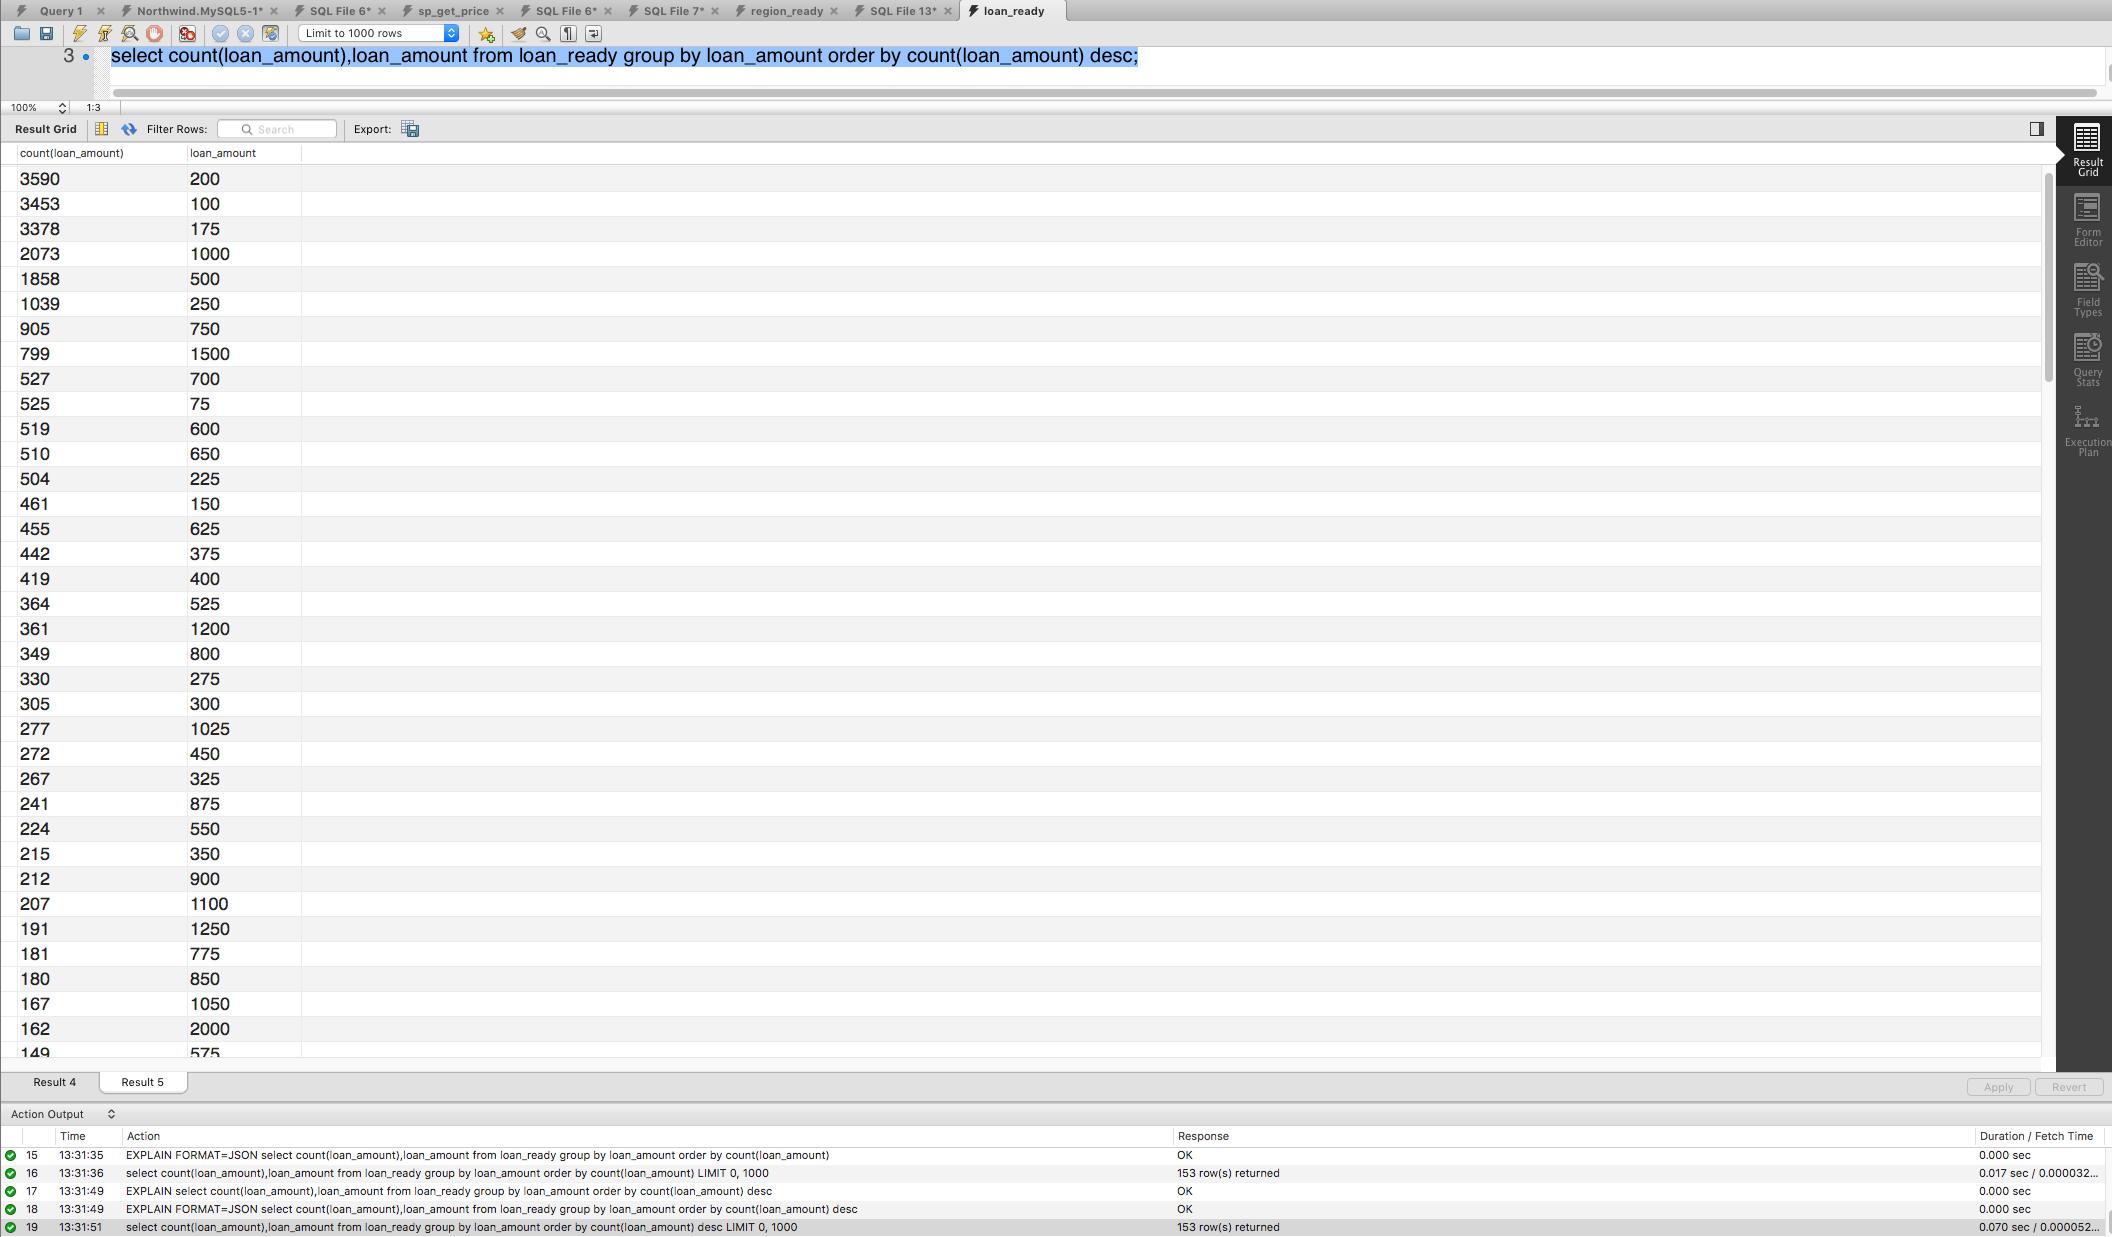 Query 1 Northwind.MySQL5-1* SQL File 6* sp_get_price SQL File 6* SQL File 7* region_ready SQL File 13* loan_ready
Limit to 1000 rows
3 select count(loan_amount),loan_amount from loan_ready group by loan_amount order by count(loan_amount) desc;
100% 1:3
Result Grid Filter Rows: Search Export:
count(loan_amount) loan_amount
3590 200
3453 100
3378 175
2073 1000
1858 500
1039 250
905 750
799 1500
527 700
525 75
519 600
510 650
504 225
461 150
455 625
442 375
419 400
364 525
361 1200
349 800
330 275
305 300
277 1025
272 450
267 325
241 875
224 550
215 350
212 900
207 1100
191 1250
181 775
180 850
167 1050
162 2000
149 575
Result
Grid
Form
Editor
Field
Types
Query
Stats
Execution
Plan
Result 4 Result 5 Apply Revert
Action Output
Time Action Response Duration / Fetch Time
15 13:31:35 EXPLAIN FORMAT=JSON select count(loan_amount),loan_amount from loan_ready group by loan_amount order by count(loan_amount) OK 0.000 sec
16 13:31:36 select count(loan_amount),loan_amount from loan_ready group by loan_amount order by count(loan_amount) LIMIT 0, 1000 153 row(s) returned 0.017 sec / 0.000032...
17 13:31:49 EXPLAIN select count(loan_amount),loan_amount from loan_ready group by loan_amount order by count(loan_amount) desc OK 0.000 sec
18 13:31:49 EXPLAIN FORMAT=JSON select count(loan_amount),loan_amount from loan_ready group by loan_amount order by count(loan_amount) desc OK 0.000 sec
19 13:31:51 select count(loan_amount),loan_amount from loan_ready group by loan_amount order by count(loan_amount) desc LIMIT 0, 1000 153 row(s) returned 0.070 sec / 0.000052...